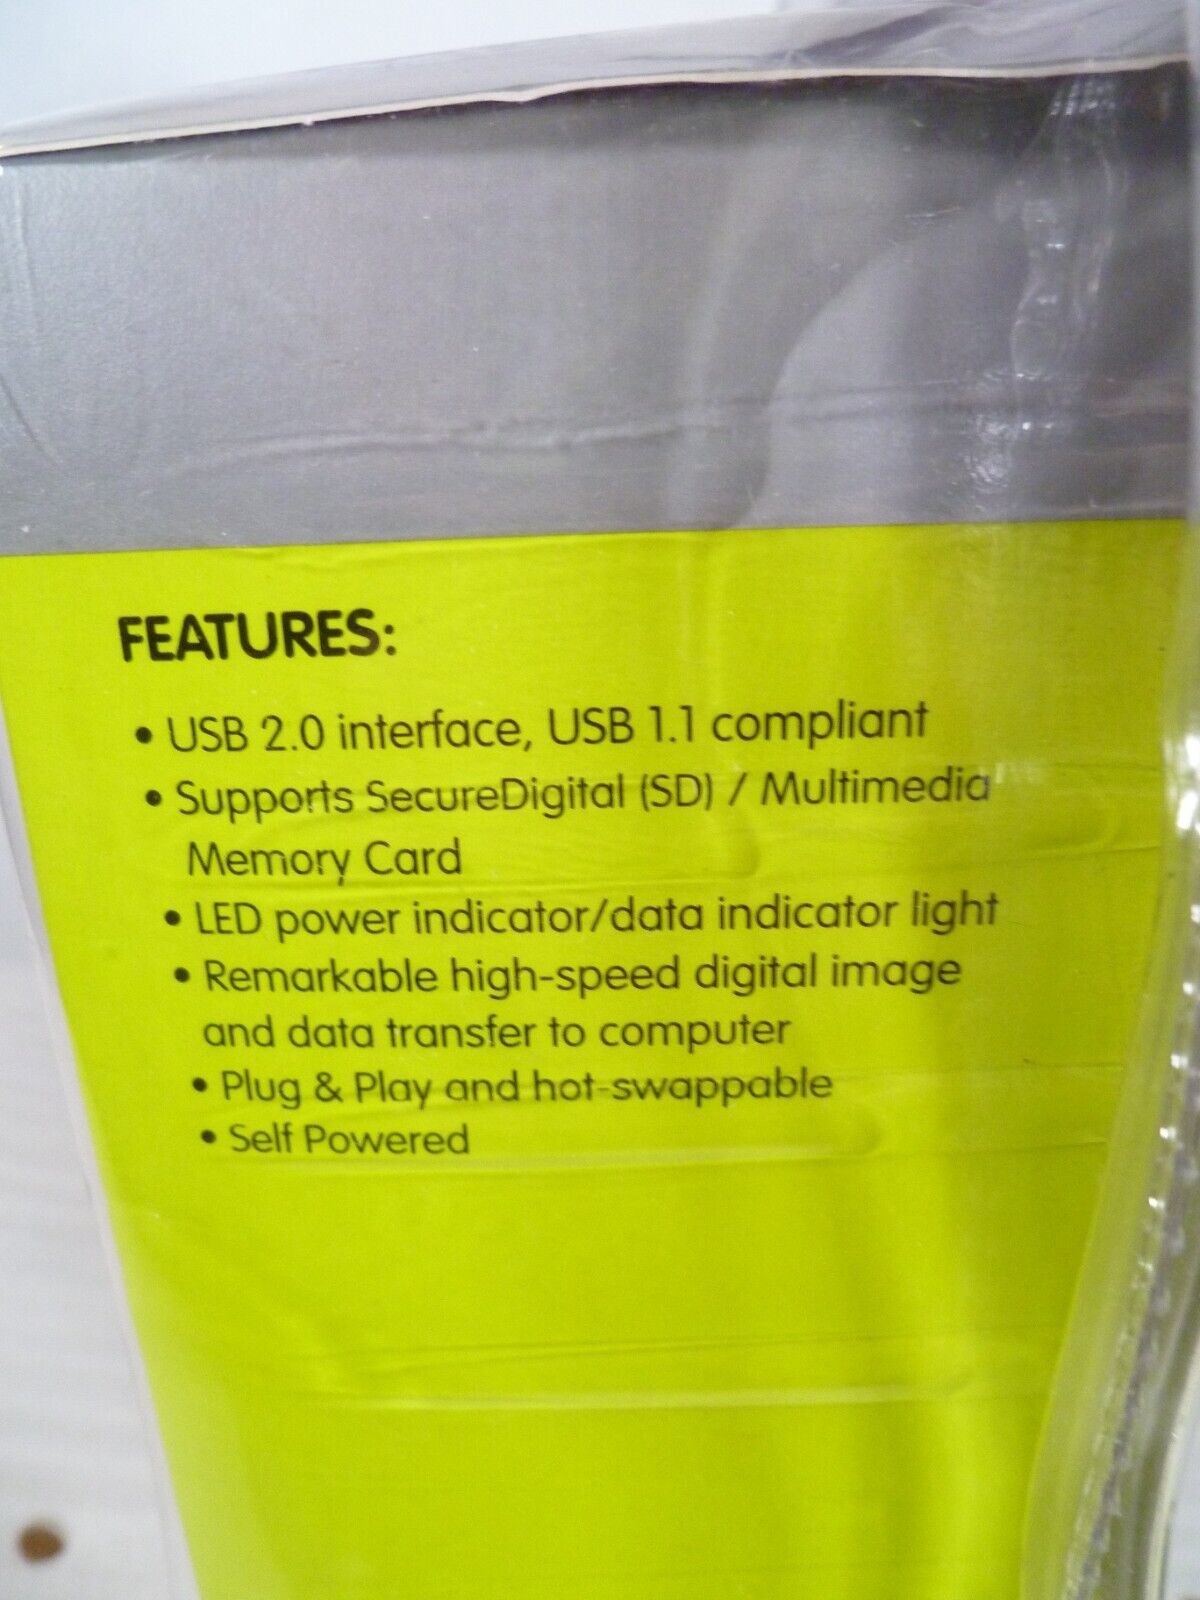 FEATURES:
• USB 2.0 interface, USB 1.1 compliant
• Supports SecureDigital (SD) / Multimedia
Memory Card
• LED power indicator/data indicator light
• Remarkable high-speed digital image
and data transfer to computer
• Plug & Play and hot-swappable
• Self Powered